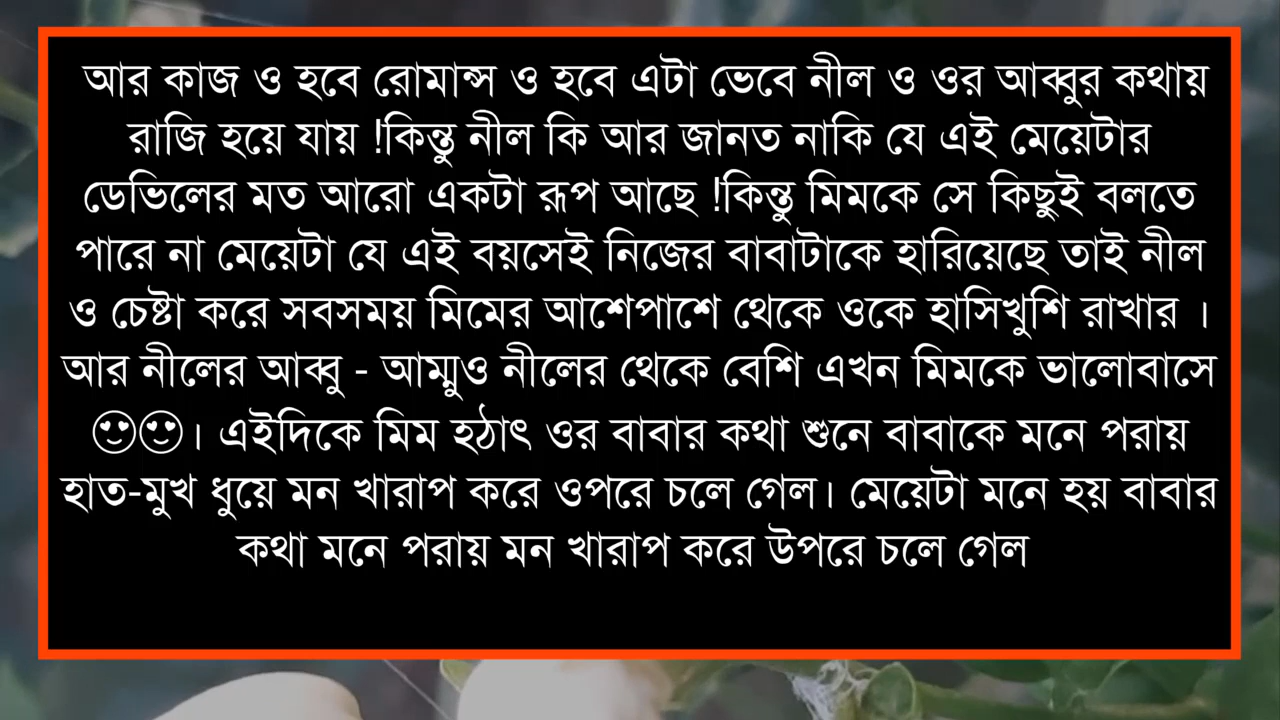 আর কাজ ও হবে রোমান্স ও হবে এটা ভেবে নীল ও ওর আব্বুর কথায়
রাজি হয়ে যায় !কিন্তু নীল কি আর জানত নাকি যে এই মেয়েটার
ডেভিলের মত আরো একটা রূপ আছে !কিন্তু মিমকে সে কিছুই বলতে
পারে না মেয়েটা যে এই বয়সেই নিজের বাবাটাকে হারিয়েছে তাই নীল
ও চেষ্টা করে সবসময় মিমের আশেপাশে থেকে ওকে হাসিখুশি রাখার ।
আর নীলের আব্বু - আম্মুও নীলের থেকে বেশি এখন মিমকে ভালোবাসে
😍😍। এইদিকে মিম হঠাৎ ওর বাবার কথা শুনে বাবাকে মনে পরায়
হাত-মুখ ধুয়ে মন খারাপ করে ওপরে চলে গেল। মেয়েটা মনে হয় বাবার
কথা মনে পরায় মন খারাপ করে উপরে চলে গেল